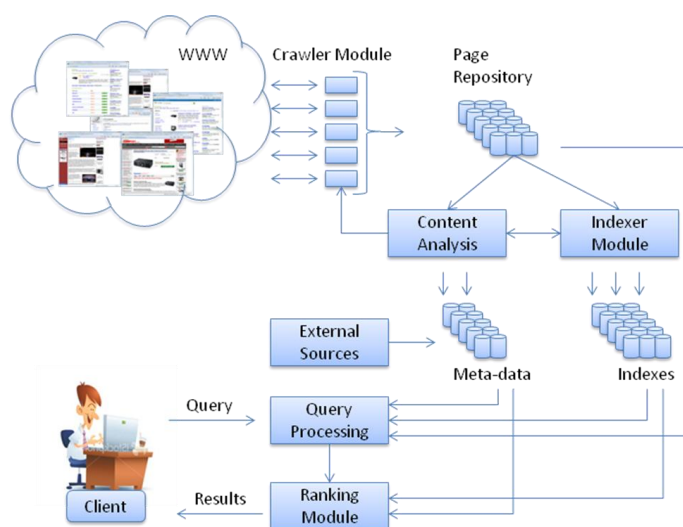 WWW
Crawler Module
Page
Repository
Content
Analysis
Indexer
Module
External
Sources
Meta-data
Indexes
Query
Query
Processing
Client
Results
Ranking
Module